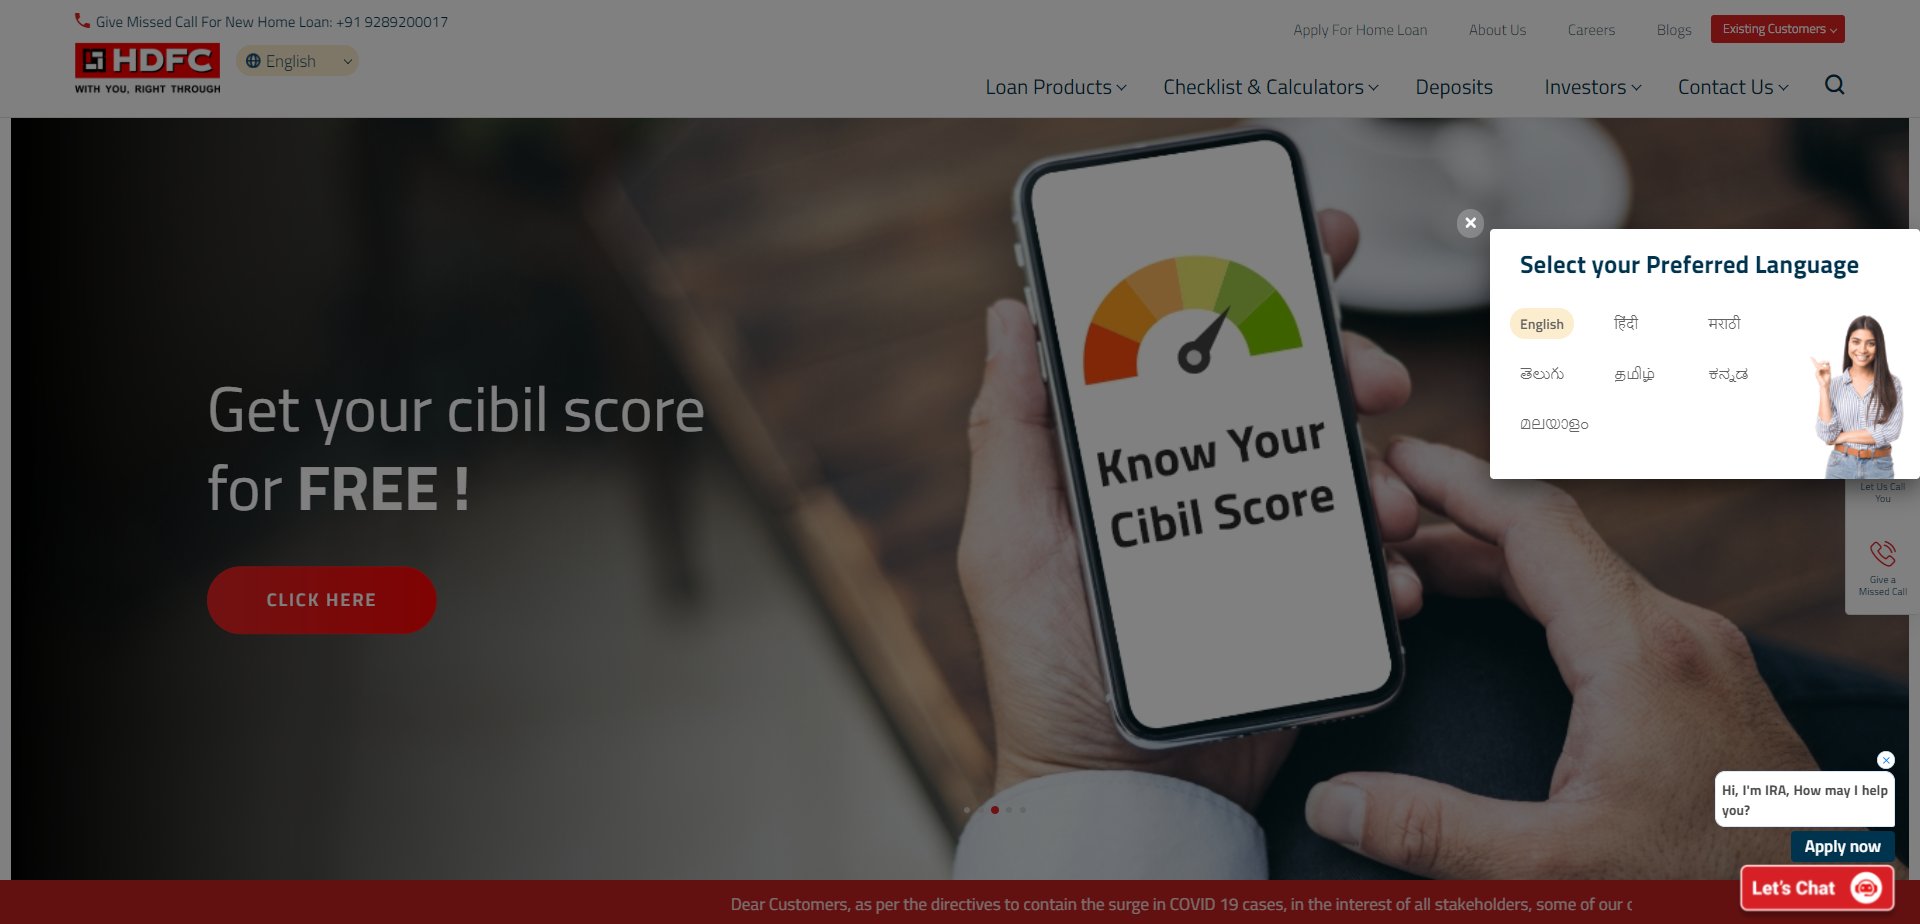 Give Missed Call For New Home Loan: +91 9289200017
Apply For Home Loan
About Us
Careers
Blogs
Existing Customers
HDFC
WITH YOU, RIGHT THROUGH
English
Loan Products
Checklist & Calculators
Deposits
Investors
Contact Us
Select your Preferred Language
English
हिंदी
मराठी
తెలుగు
தமிழ்
ಕನ್ನಡ
മലയാളം
Get your cibil score
for FREE !
CLICK HERE
Know Your
Cibil Score
Let Us Call
You
Give a
Missed Call
Hi, I'm IRA, How may I help
you?
Apply now
Let's Chat
Dear Customers, as per the directives to contain the surge in COVID 19 cases, in the interest of all stakeholders, some of our